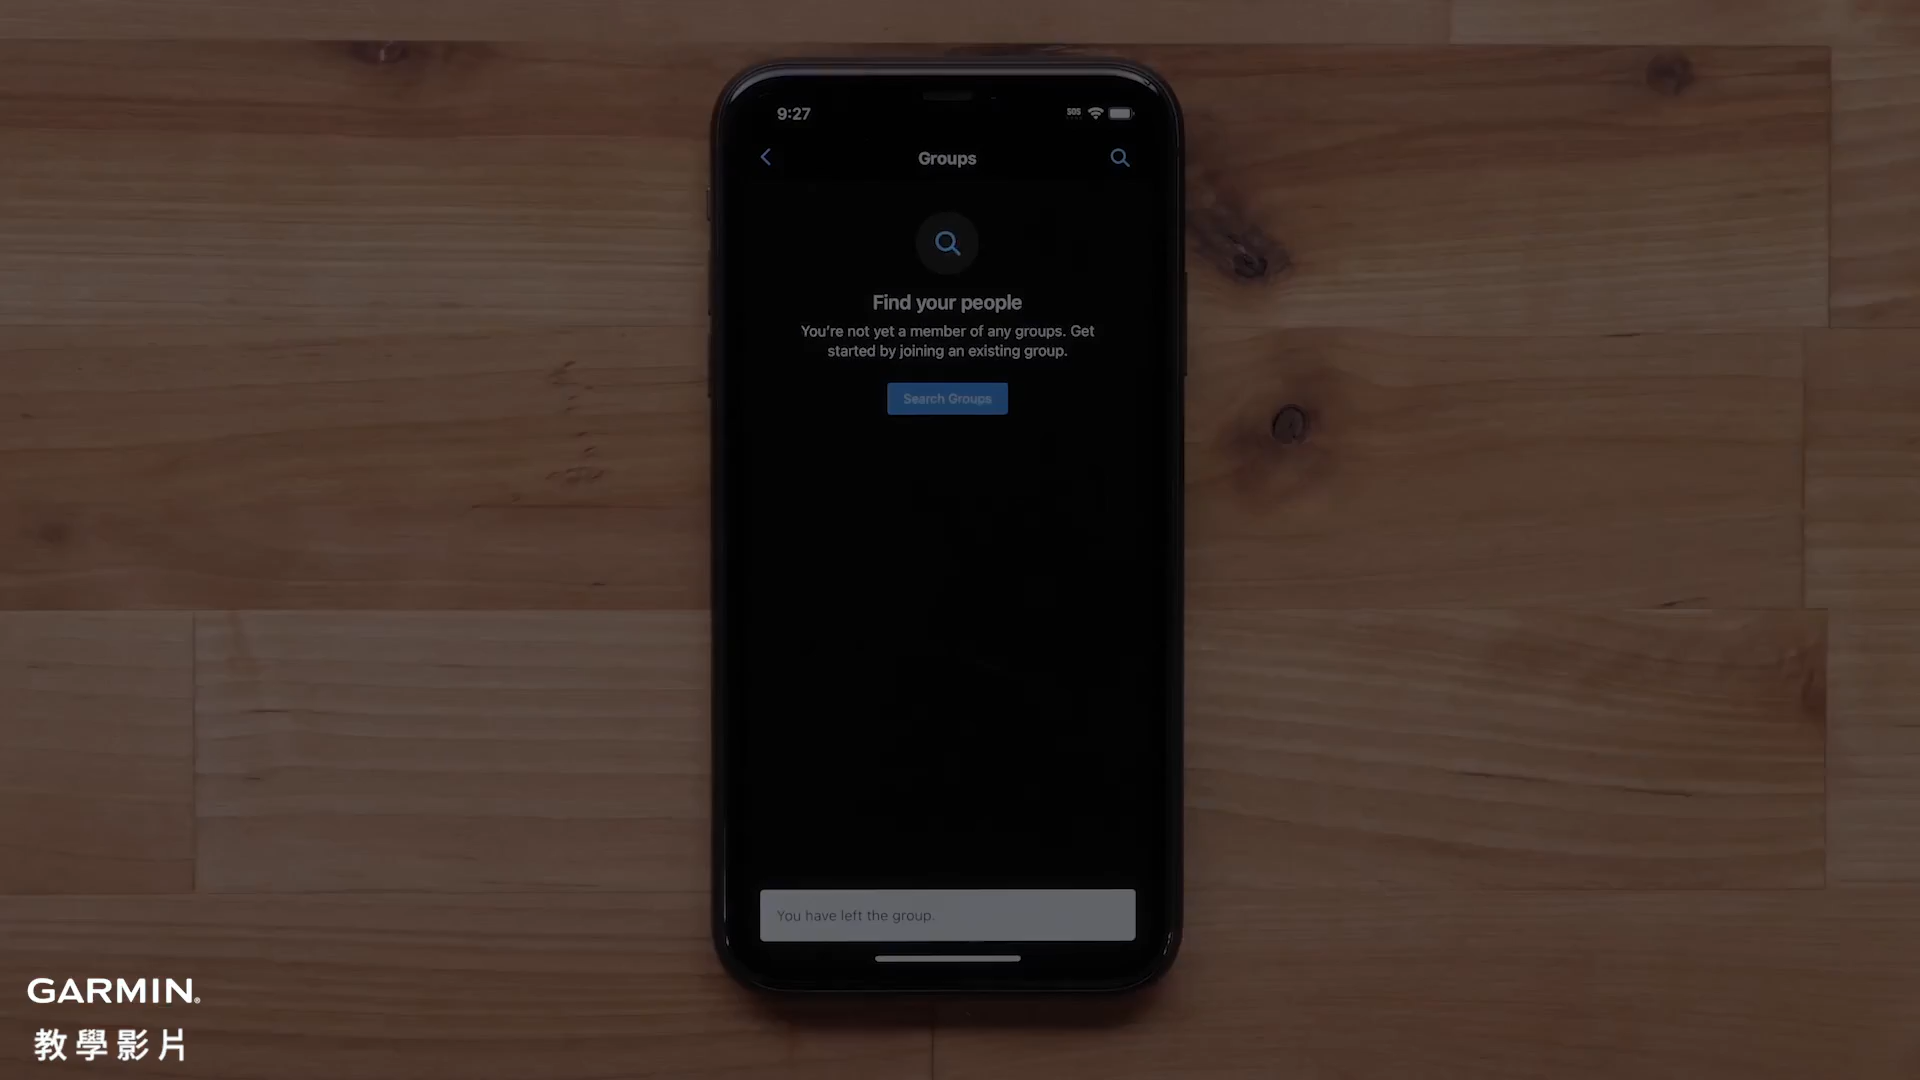 9:27
SOS
Groups
Find your people
You're not yet a member of any groups. Get
started by joining an existing group.
Search Groups
You have left the group.
GARMIN®
教學影片